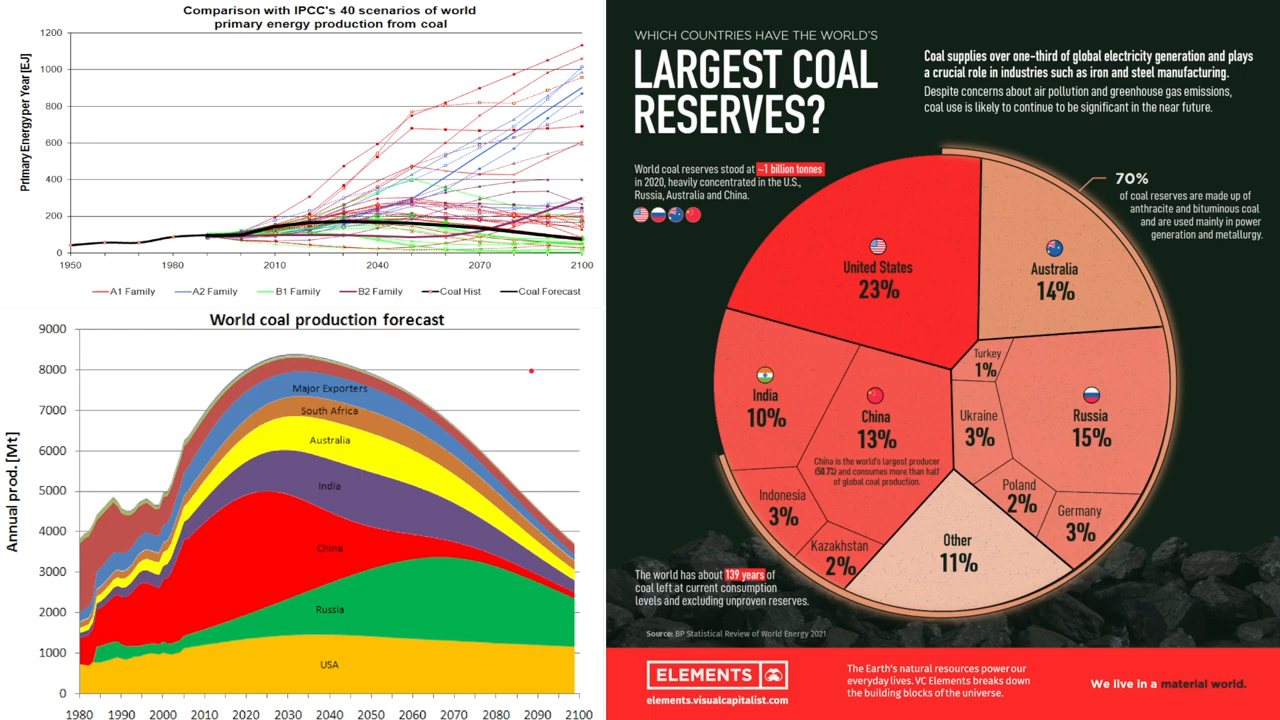 Comparison with IPCC's 40 scenarios of world
primary energy production from coal
Primary Energy per Year [EJ]
1200
1000
800
600
400
200
0
1950
1980
2010
2040
2070
2100
A1 Family
A2 Family
B1 Family
B2 Family
Coal Hist
Coal Forecast
World coal production forecast
Annual prod. [Mt]
9000
8000
7000
6000
5000
4000
3000
2000
1000
0
Major Exporters
South Africa
Australia
India
China
Russia
USA
1980
1990
2000
2010
2020
2030
2040
2050
2060
2070
2080
2090
2100
WHICH COUNTRIES HAVE THE WORLD'S
LARGEST COAL
RESERVES?
Coal supplies over one-third of global electricity generation and plays
a crucial role in industries such as iron and steel manufacturing.
Despite concerns about air pollution and greenhouse gas emissions,
coal use is likely to continue to be significant in the near future.
World coal reserves stood at ~1 billion tonnes
in 2020, heavily concentrated in the U.S.,
Russia, Australia and China.
70%
of coal reserves are made up of
anthracite and bituminous coal
and are used mainly in power
generation and metallurgy.
United States
23%
Australia
14%
Turkey
1%
India
10%
China
13%
China is the world's largest producer
(50.7%) and consumes more than half
of global coal production.
Ukraine
3%
Russia
15%
Indonesia
3%
Kazakhstan
2%
Poland
2%
Germany
3%
Other
11%
The world has about 139 years of
coal left at current consumption
levels and excluding unproven reserves.
Source: BP Statistical Review of World Energy 2021
ELEMENTS
elements.visualcapitalist.com
The Earth's natural resources power our
everyday lives. VC Elements breaks down
the building blocks of the universe.
We live in a material world.